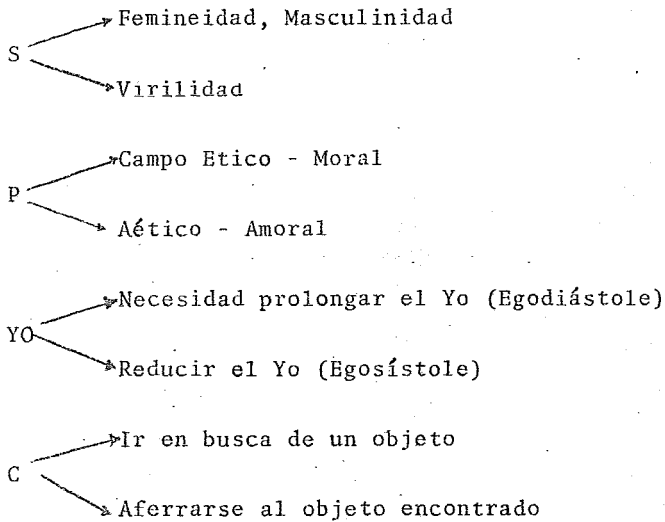 Femineidad, Masculinidad
S
Virilidad
Campo Etico - Moral
P
Aético - Amoral
Necesidad prolongar el Yo (Egodiástole)
YO
Reducir el Yo (Egosístole)
Ir en busca de un objeto
C
Aferrarse al objeto encontrado